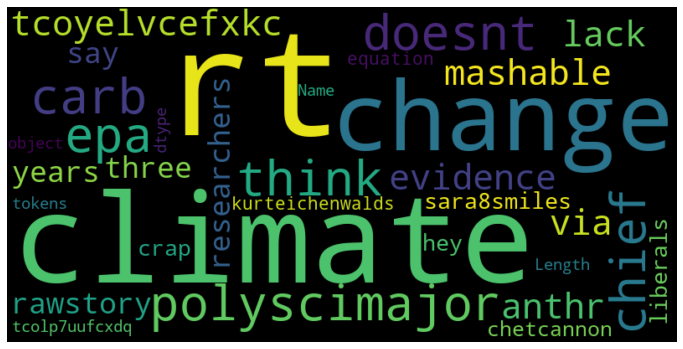 tcoyelvcefxkc
rt
doesnt
lack
say
equation
mashable
carb
Name
change
object
epa
dtype
researchers
years
three
think
evidence
tokens
climate
kurteichenwalds
sara8smiles
via
chief
crap
hey
Length
liberals
rawstory
polyscimajor
anthr
tcolp7uufcxdq
chetcannon